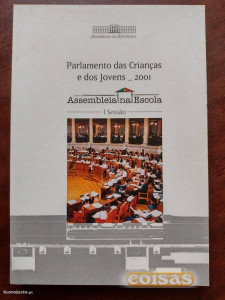 ASSEMBLEIA DA REPÚBLICA
Parlamento das Crianças
e dos Jovens _ 2001
Assembleia na Escola
I Sessão
coisas